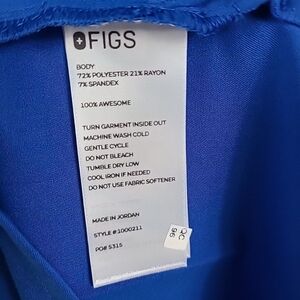 FIGS
BODY
72% POLYESTER 21% RAYON
7% SPANDEX
100% AWESOME
TURN GARMENT INSIDE OUT
MACHINE WASH COLD
GENTLE CYCLE
DO NOT BLEACH
TUMBLE DRY LOW
COOL IRON IF NEEDED
DO NOT USE FABRIC SOFTENER
MADE IN JORDAN
STYLE #:1000211
PO# 5315
QC
96